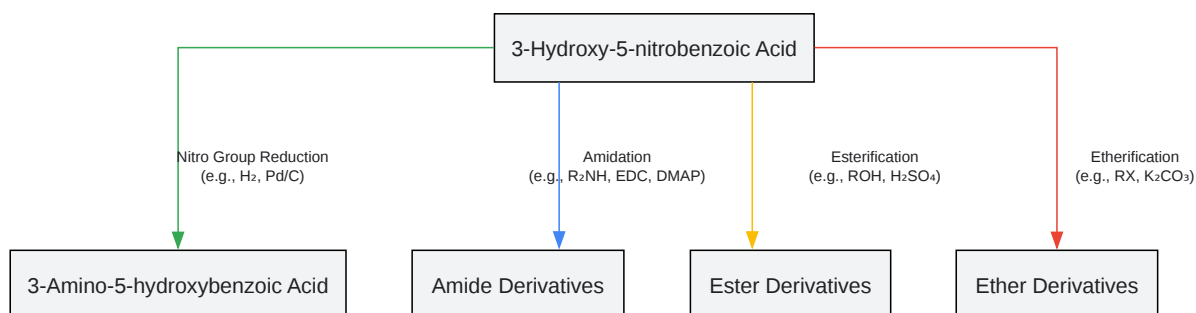 3-Hydroxy-5-nitrobenzoic Acid
Nitro Group Reduction
(e.g., H₂, Pd/C)
Amidation
(e.g., R₂NH, EDC, DMAP)
Esterification
(e.g., ROH, H₂SO₄)
Etherification
(e.g., RX, K₂CO₃)
3-Amino-5-hydroxybenzoic Acid
Amide Derivatives
Ester Derivatives
Ether Derivatives